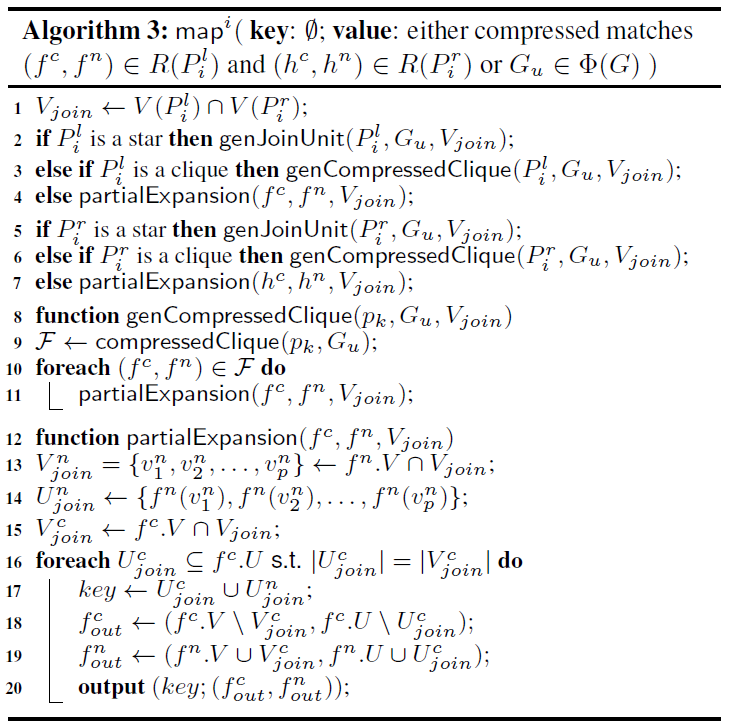 Algorithm 3: mapⁱ( key: ∅; value: either compressed matches
(f^c, f^n) ∈ R(P_i^l) and (h^c, h^n) ∈ R(P_i^r) or G_u ∈ Φ(G) )
1 V_join ← V(P_i^l) ∩ V(P_i^r);
2 if P_i^l is a star then genJoinUnit(P_i^l, G_u, V_join);
3 else if P_i^l is a clique then genCompressedClique(P_i^l, G_u, V_join);
4 else partialExpansion(f^c, f^n, V_join);
5 if P_i^r is a star then genJoinUnit(P_i^r, G_u, V_join);
6 else if P_i^r is a clique then genCompressedClique(P_i^r, G_u, V_join);
7 else partialExpansion(h^c, h^n, V_join);
8 function genCompressedClique(p_k, G_u, V_join)
9 F ← compressedClique(p_k, G_u);
10 foreach (f^c, f^n) ∈ F do
11 partialExpansion(f^c, f^n, V_join);
12 function partialExpansion(f^c, f^n, V_join)
13 V_join^n = {v_1^n, v_2^n, . . . , v_p^n} ← f^n.V ∩ V_join;
14 U_join^n ← {f^n(v_1^n), f^n(v_2^n), . . . , f^n(v_p^n)};
15 V_join^c ← f^c.V ∩ V_join;
16 foreach U_join^c ⊆ f^c.U s.t. |U_join^c| = |V_join^c| do
17 key ← U_join^c ∪ U_join^n;
18 f_out^c ← (f^c.V \ V_join^c, f^c.U \ U_join^c);
19 f_out^n ← (f^n.V ∪ V_join^c, f^n.U ∪ U_join^c);
20 output (key; (f_out^c, f_out^n));